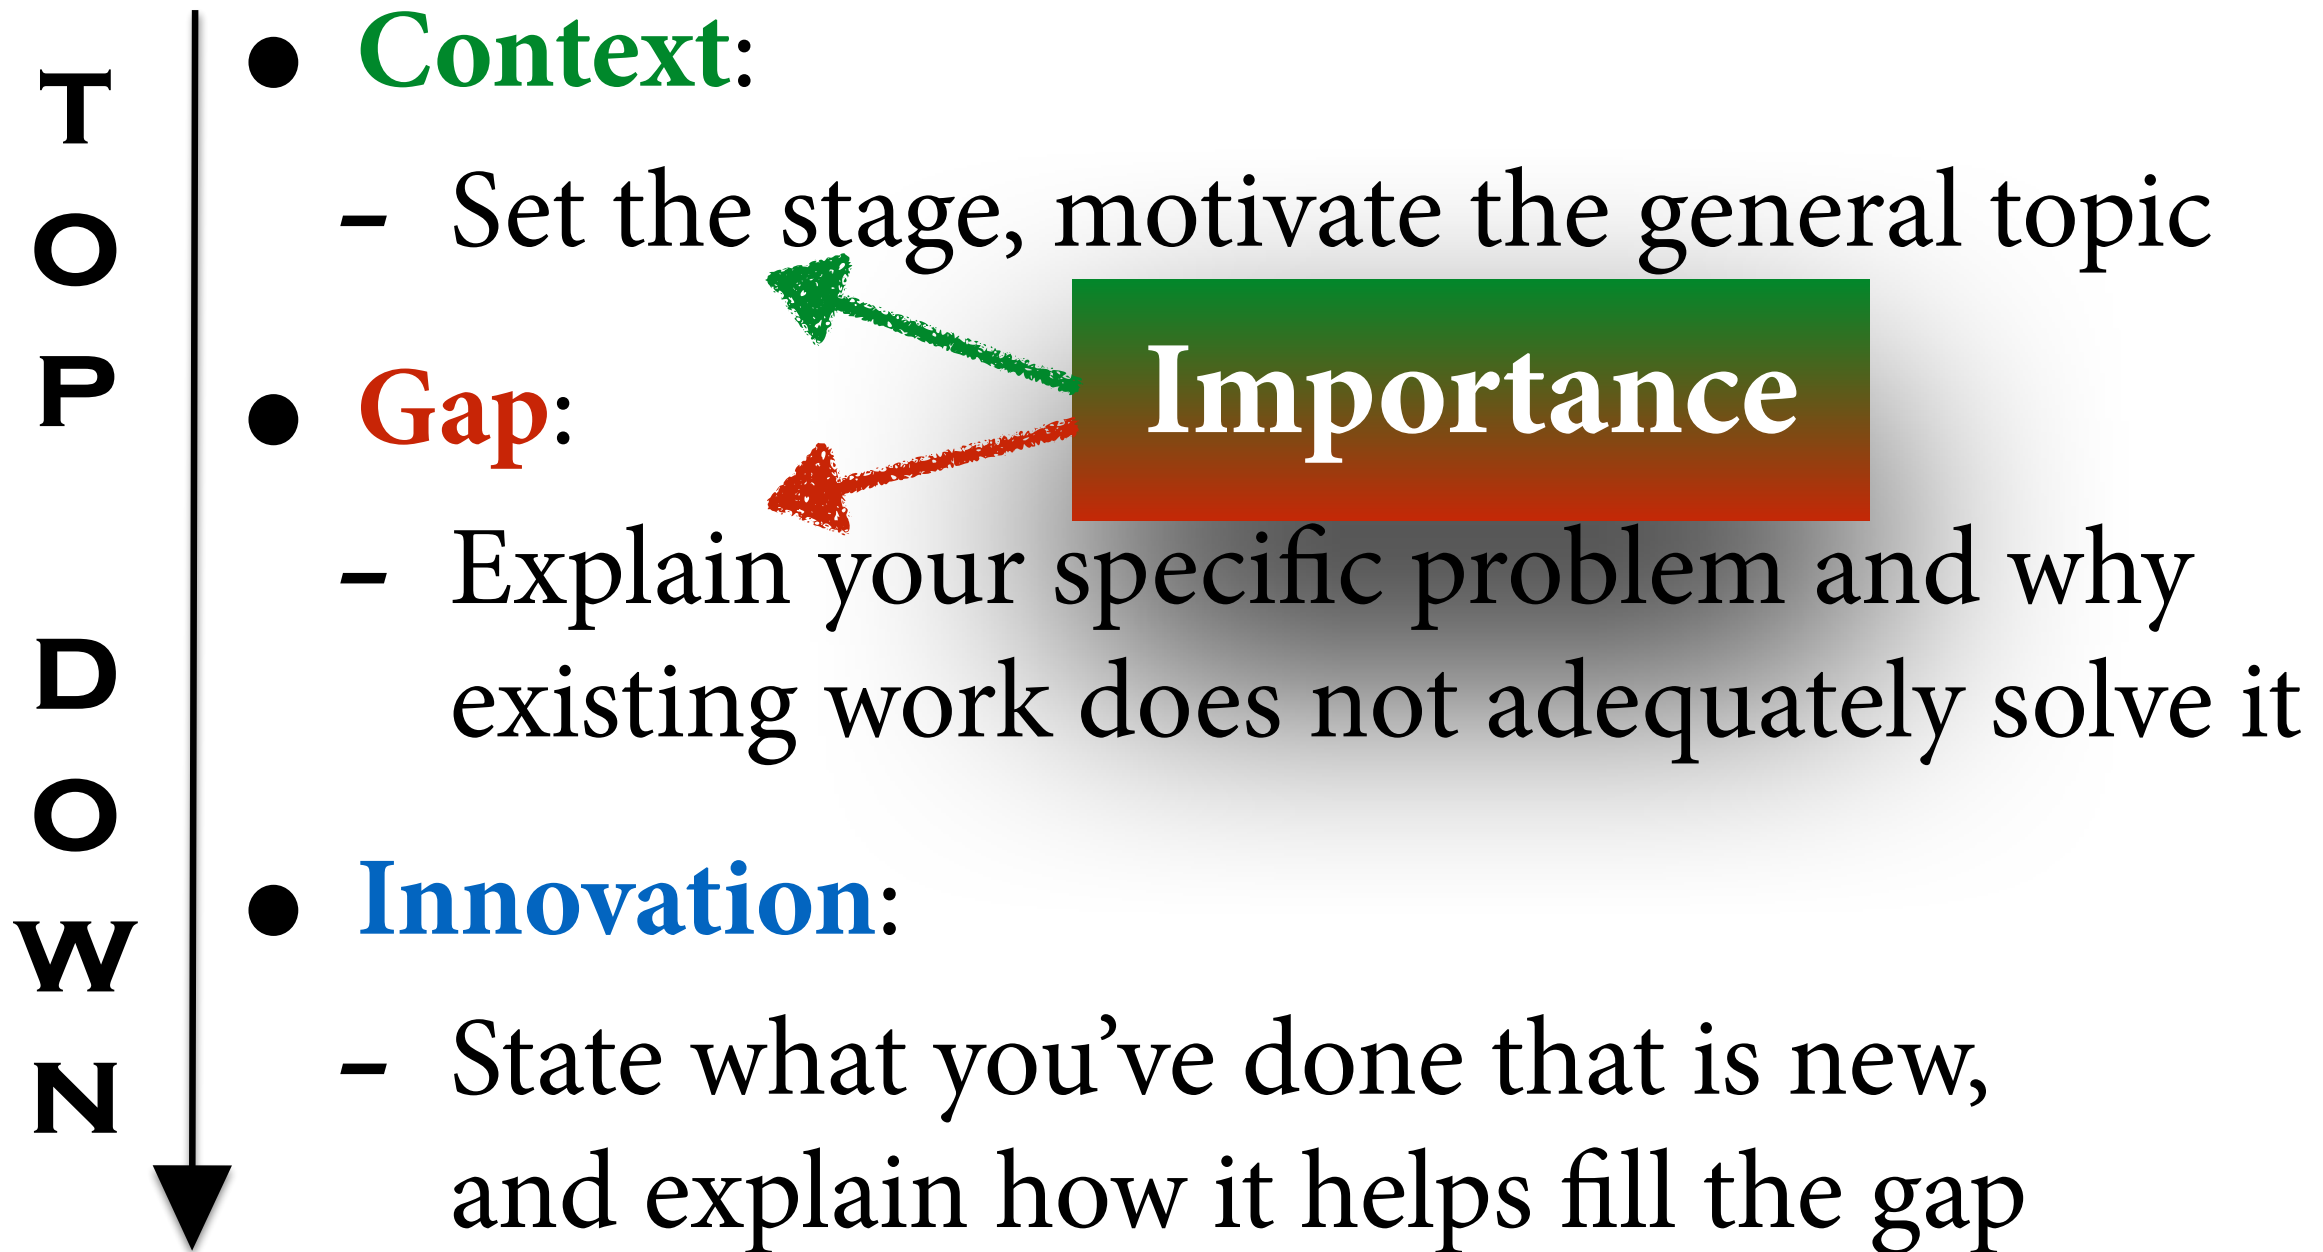 TOP DOWN
• Context:
– Set the stage, motivate the general topic
Importance
• Gap:
– Explain your specific problem and why
existing work does not adequately solve it
• Innovation:
– State what you’ve done that is new,
and explain how it helps fill the gap